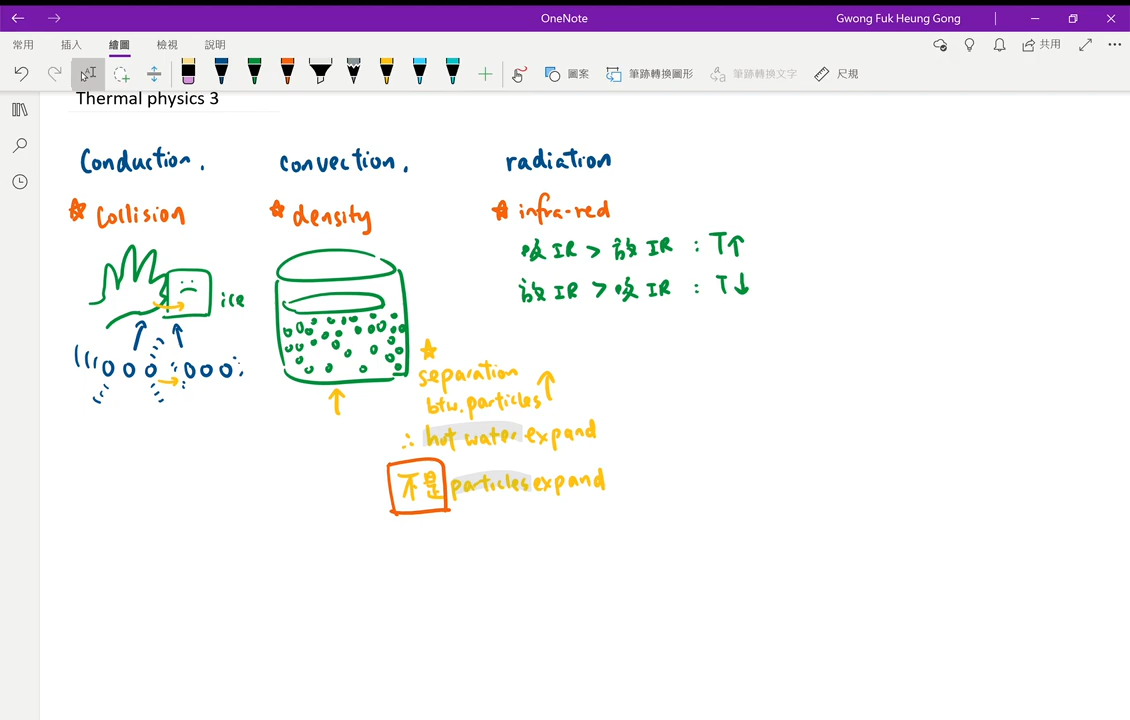 OneNote
Gwong Fuk Heung Gong
常用 插入 繪圖 檢視 說明
共用
圖案
筆跡轉換圖形
筆跡轉換文字
尺規
Thermal physics 3
Conduction.
convection.
radiation
collision
density
infra-red
吸 IR > 放 IR : T↑
放 IR > 吸 IR : T↓
ice
separation
btw. particles ↑
∴ hot water expand
不是 particles expand